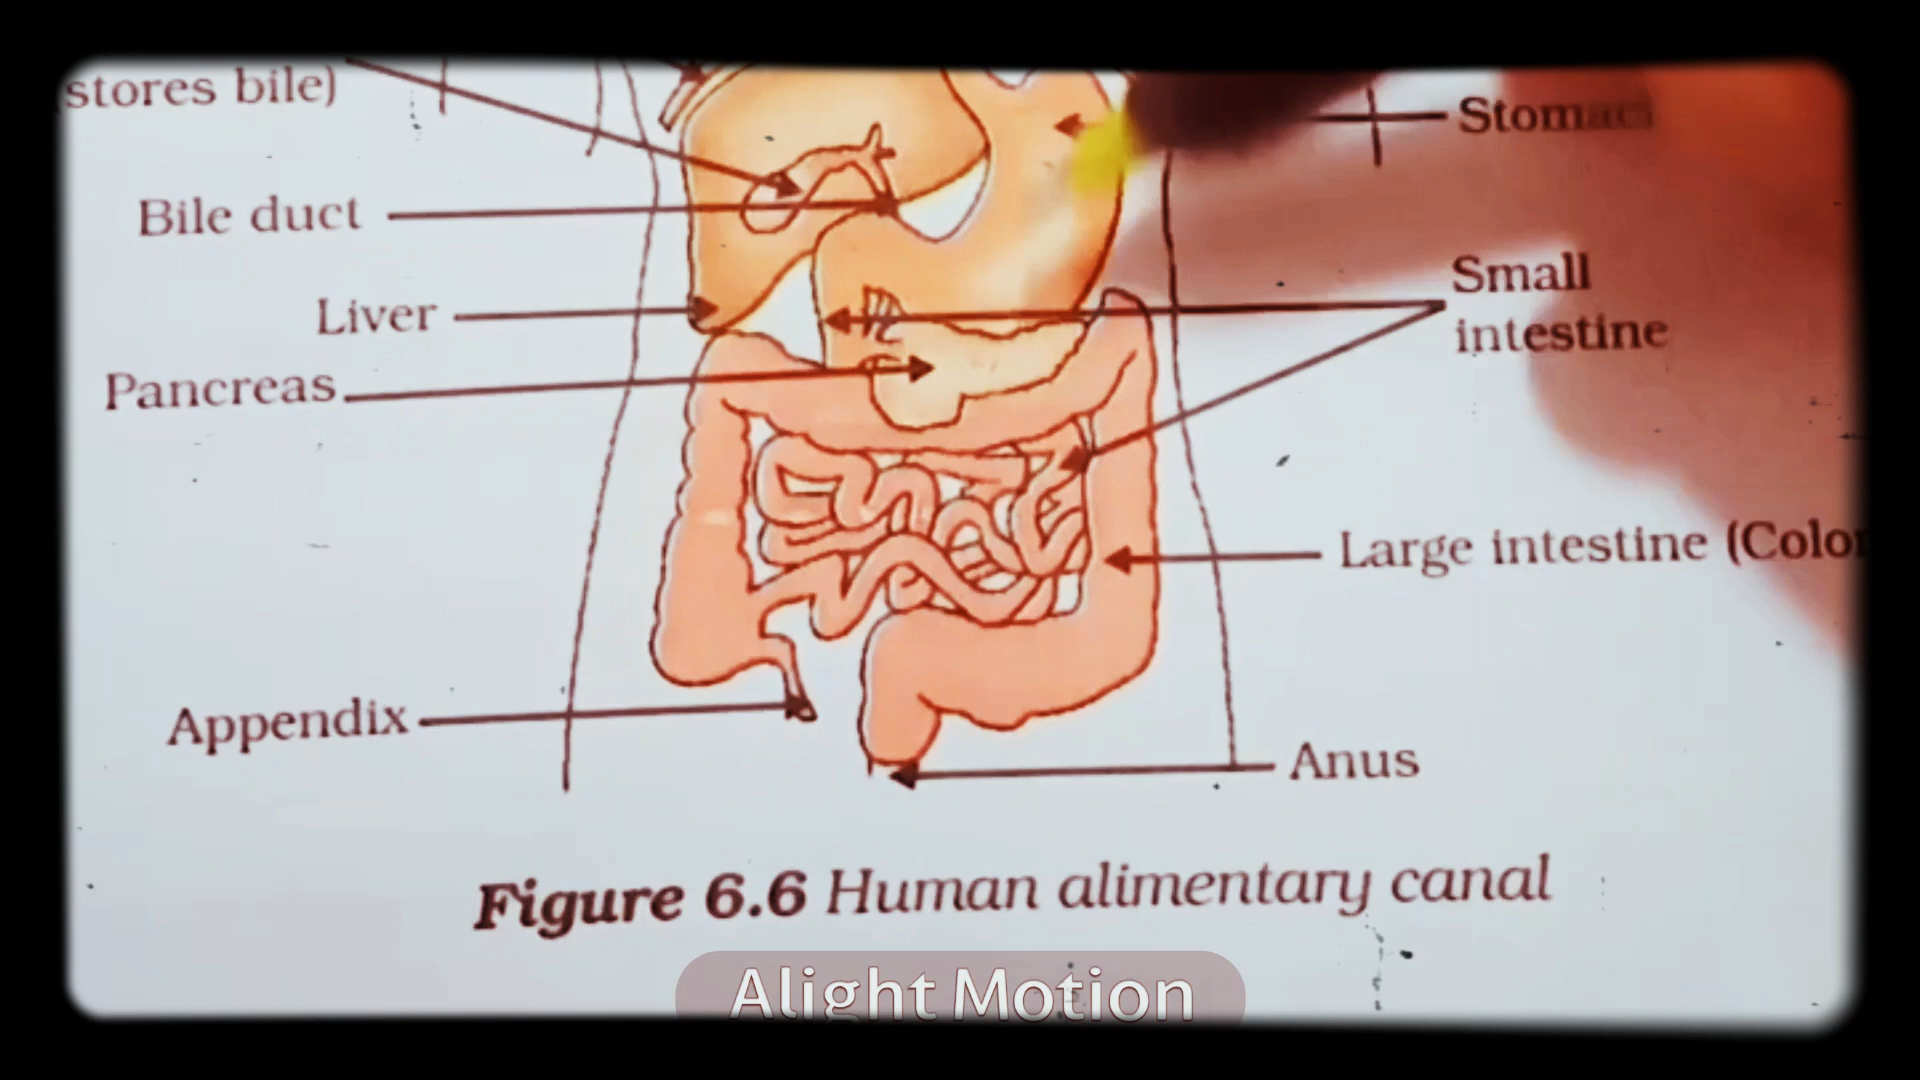 stores bile)
Stomac
Bile duct
Small
intestine
Liver
Pancreas
Large intestine (Colo
Appendix
Anus
Figure 6.6 Human alimentary canal
Alight Motion